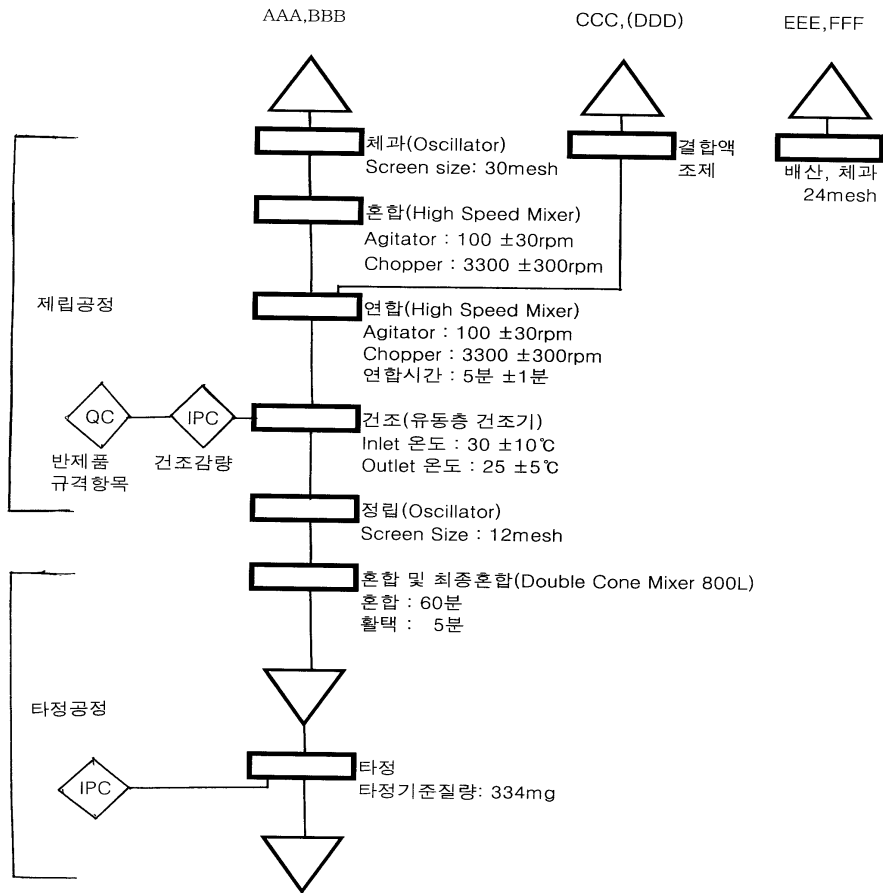 AAA,BBB
CCC,(DDD)
EEE,FFF
체과(Oscillator)
Screen size: 30mesh
결합액
조제
배산, 체과
24mesh
혼합(High Speed Mixer)
Agitator : 100 ±30rpm
Chopper : 3300 ±300rpm
제립공정
연합(High Speed Mixer)
Agitator : 100 ±30rpm
Chopper : 3300 ±300rpm
연합시간 : 5분 ±1분
QC
IPC
반제품
규격항목
건조감량
건조(유동층 건조기)
Inlet 온도 : 30 ±10℃
Outlet 온도 : 25 ±5℃
정립(Oscillator)
Screen Size : 12mesh
혼합 및 최종혼합(Double Cone Mixer 800L)
혼합 : 60분
활택 : 5분
타정공정
IPC
타정
타정기준질량: 334mg